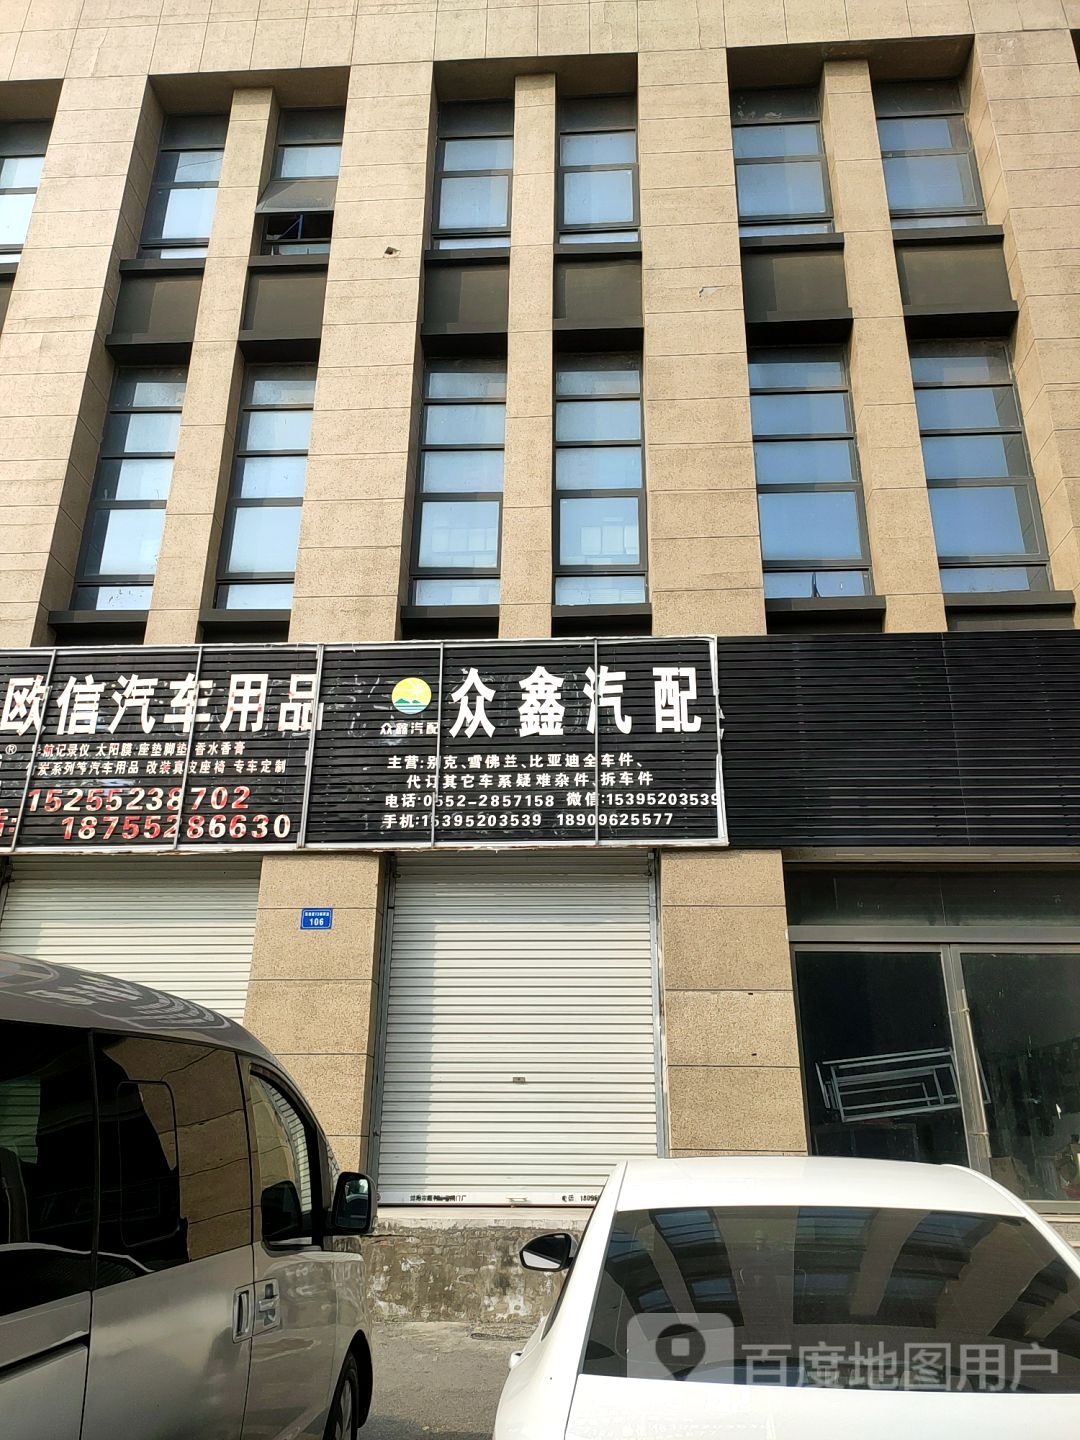 欧信汽车用品
®
导航记录仪 太阳膜 座垫脚垫 香水香膏
炭系列等汽车用品 改装真皮座椅 专车定制
15255238702
18755286630
众鑫汽配
众鑫汽配
主营:别克、雪佛兰、比亚迪全车件、
代订其它车系疑难杂件、拆车件
电话:0552-2857158 微信:15395203539
手机:15395203539 18909625577
106
电话:
百度地图用户